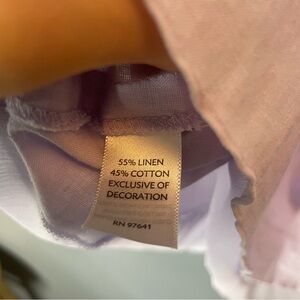 55% LINEN
45% COTTON
EXCLUSIVE OF
DECORATION
RN 97641